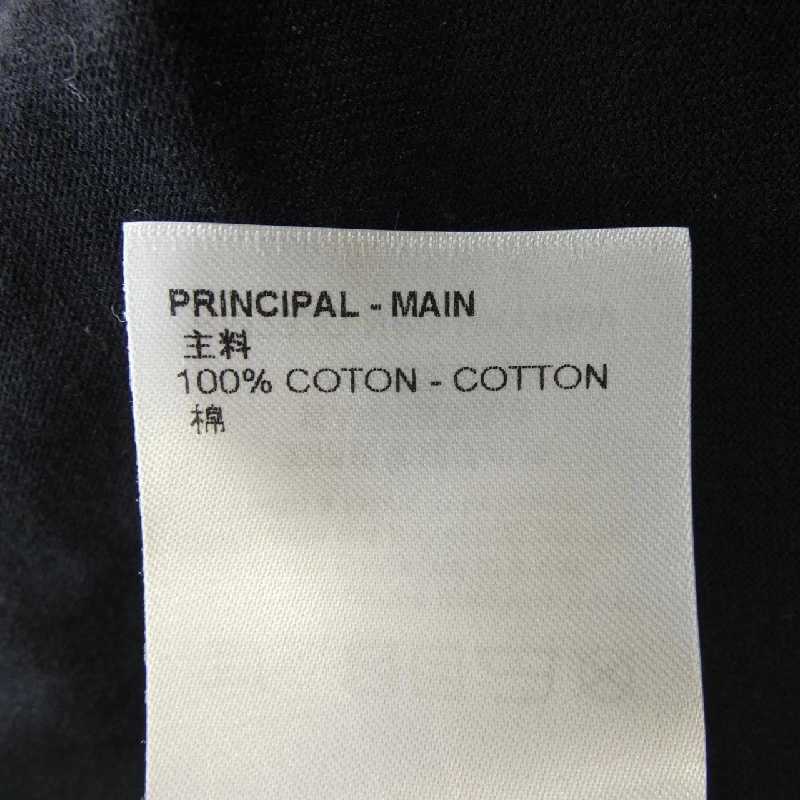 PRINCIPAL - MAIN
主料
100% COTON - COTTON
棉